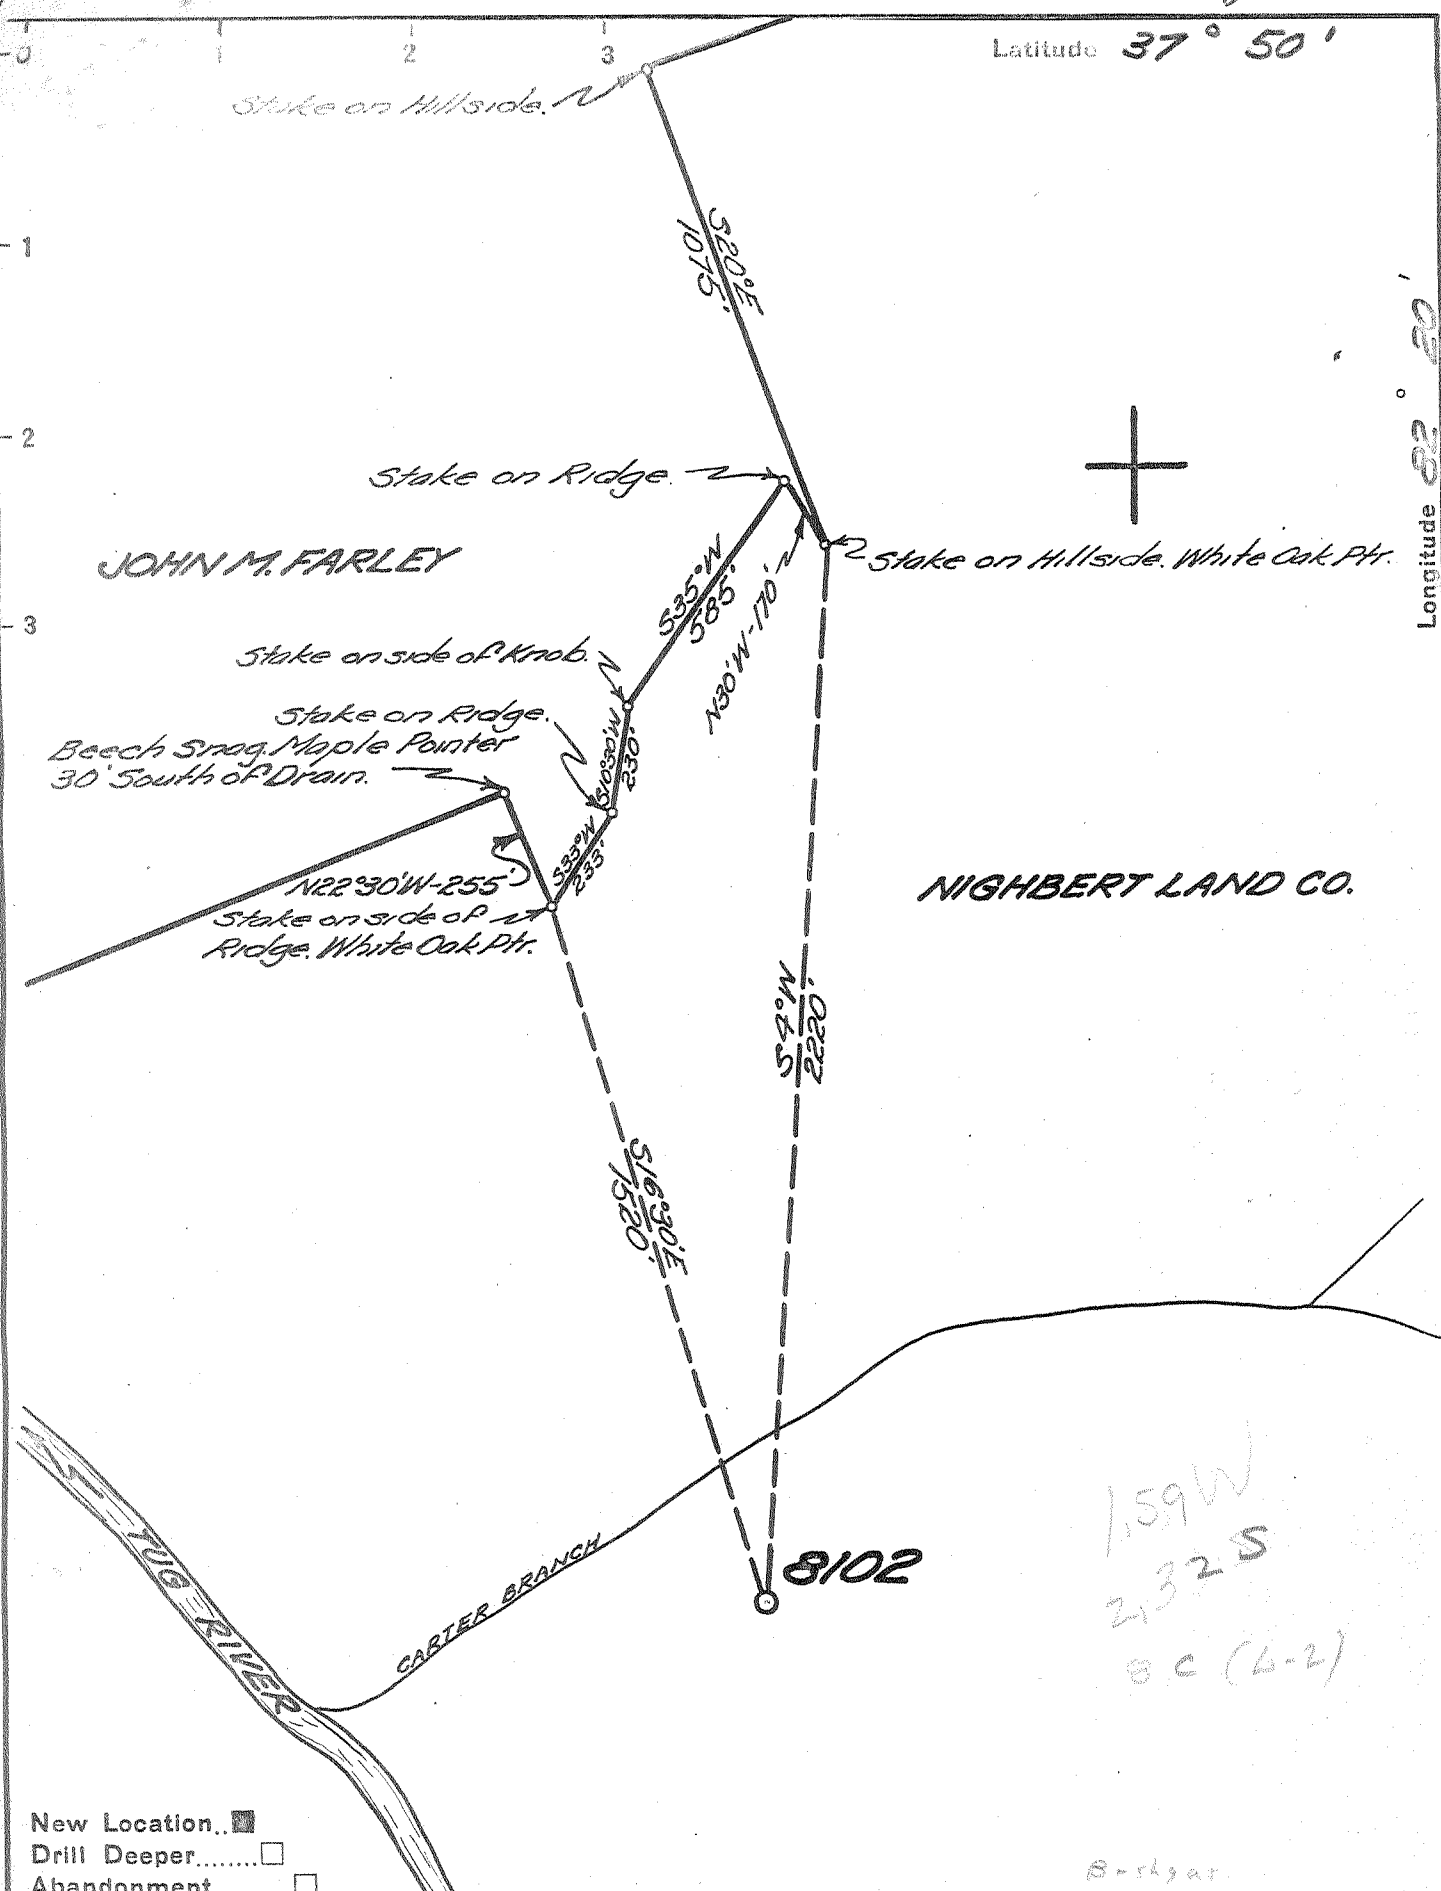 0 1 2 3
Latitude 37° 50'
Stake on Hillside.
S20°E
1075'
1
Longitude 82° 20'
2
Stake on Ridge.
JOHN M. FARLEY
Stake on Hillside. White Oak Ptr.
S35°W
585'
N30°W-170'
3
Stake on side of Knob.
Stake on Ridge.
S10°30'W
230'
Beech Snag. Maple Pointer
30' South of Drain.
S33°W
233'
N22°30'W-255'
NIGHBERT LAND CO.
Stake on side of
Ridge. White Oak Ptr.
S4°W
2220'
S16°30'E
1520'
1.59W
2.32S
TUG RIVER
CARTER BRANCH
8102
New Location..
Drill Deeper........
Abandonment